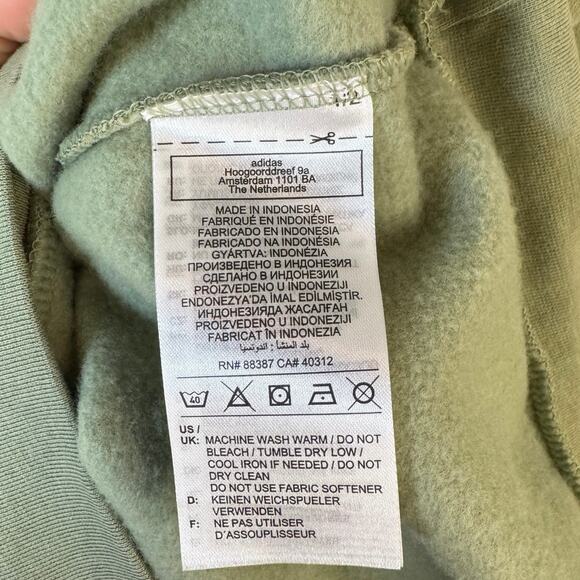 adidas
Hoogoorddreef 9a
Amsterdam 1101 BA
The Netherlands
MADE IN INDONESIA
FABRIQUÉ EN INDONÉSIE
FABRICADO EN INDONESIA
FABRICADO NA INDONÉSIA
GYÁRTVA: INDONÉZIA
ПРОИЗВЕДЕНО В ИНДОНЕЗИЯ
СДЕЛАНО В ИНДОНЕЗИИ
PROIZVEDENO U INDONEZIJI
ENDONEZYA'DA İMAL EDİLMİŞTİR.
ИНДОНЕЗИЯДА ЖАСАЛҒАН
PROIZVEDENO U INDONEZIJI
FABRICAT ÎN INDONEZIA
بلد المنشأ: اندونسيا
RN# 88387 CA# 40312
40
US /
UK: MACHINE WASH WARM / DO NOT
BLEACH / TUMBLE DRY LOW /
COOL IRON IF NEEDED / DO NOT
DRY CLEAN
DO NOT USE FABRIC SOFTENER
D: KEINEN WEICHSPUELER
VERWENDEN
F: NE PAS UTILISER
D'ASSOUPLISSEUR